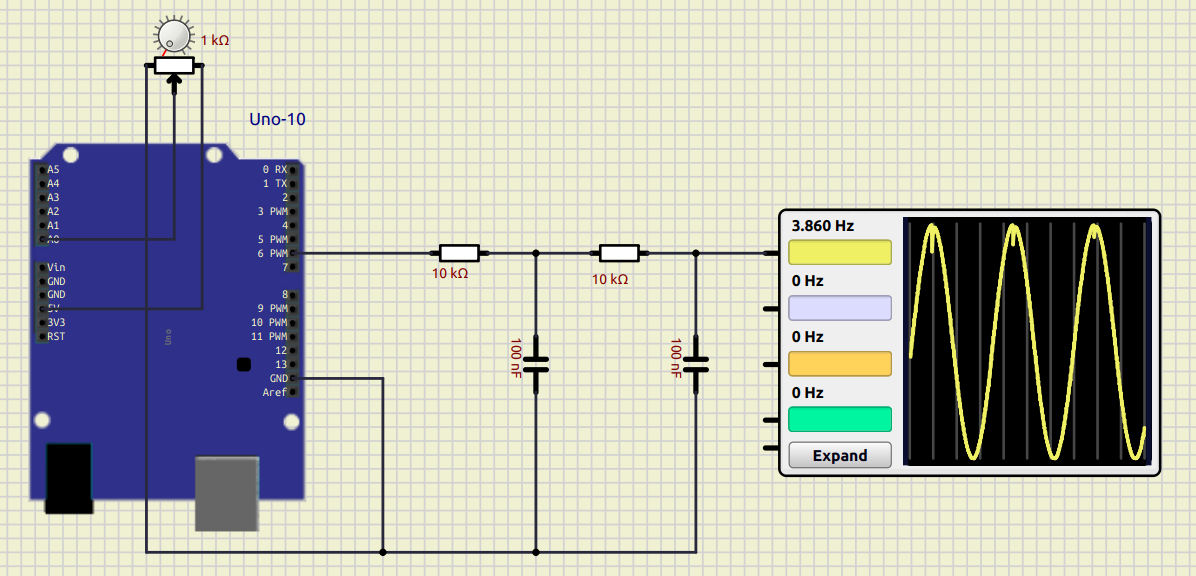 1 kΩ
Uno-10
A5
A4
A3
A2
A1
A0
Vin
GND
GND
5V
3V3
RST
Uno
0 RX
1 TX
2
3 PWM
4
5 PWM
6 PWM
7
8
9 PWM
10 PWM
11 PWM
12
13
GND
Aref
10 kΩ
10 kΩ
100 nF
100 nF
3.860 Hz
0 Hz
0 Hz
0 Hz
Expand